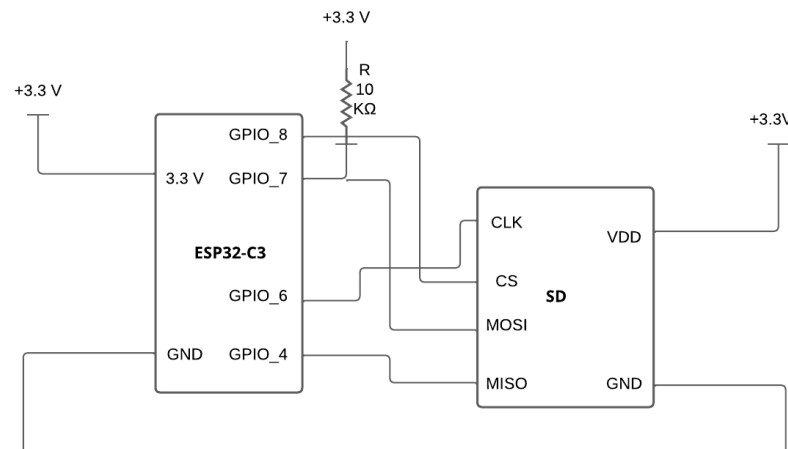 +3.3 V
R
10
KΩ
+3.3 V
+3.3V
GPIO_8
3.3 V
GPIO_7
ESP32-C3
GPIO_6
GND
GPIO_4
CLK
VDD
CS
SD
MOSI
MISO
GND